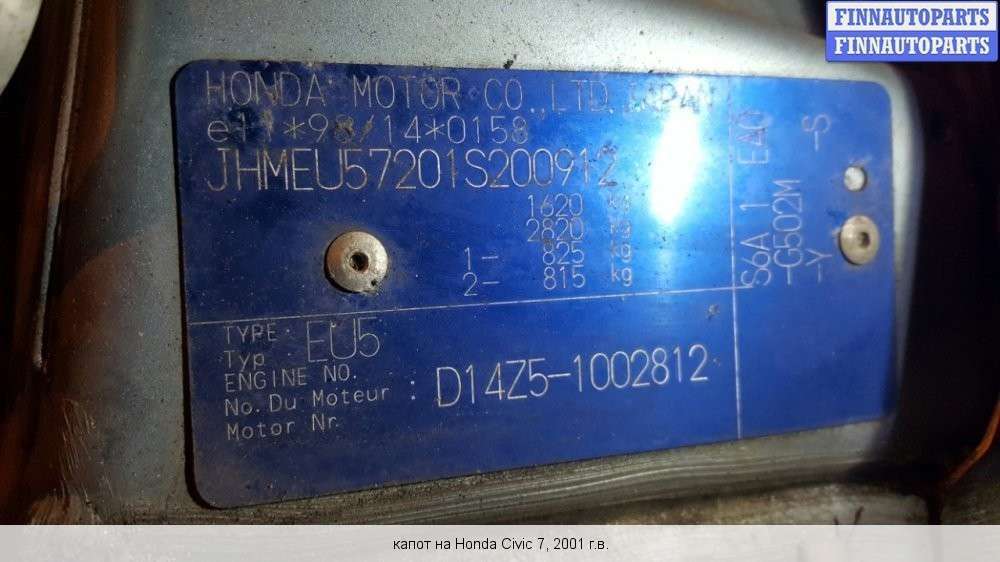 FINNAUTOPARTS
FINNAUTOPARTS
HONDA MOTOR CO.,LTD. JAPAN
e11*98/14*0158
JHMEU57201S200912
1620 kg
2820 kg
1- 825 kg
2- 815 kg
S6A 1 EA0
-G502M
-Y -S
TYPE
Typ : EU5
ENGINE NO.
No. Du Moteur : D14Z5-1002812
Motor Nr.
капот на Honda Civic 7, 2001 г.в.